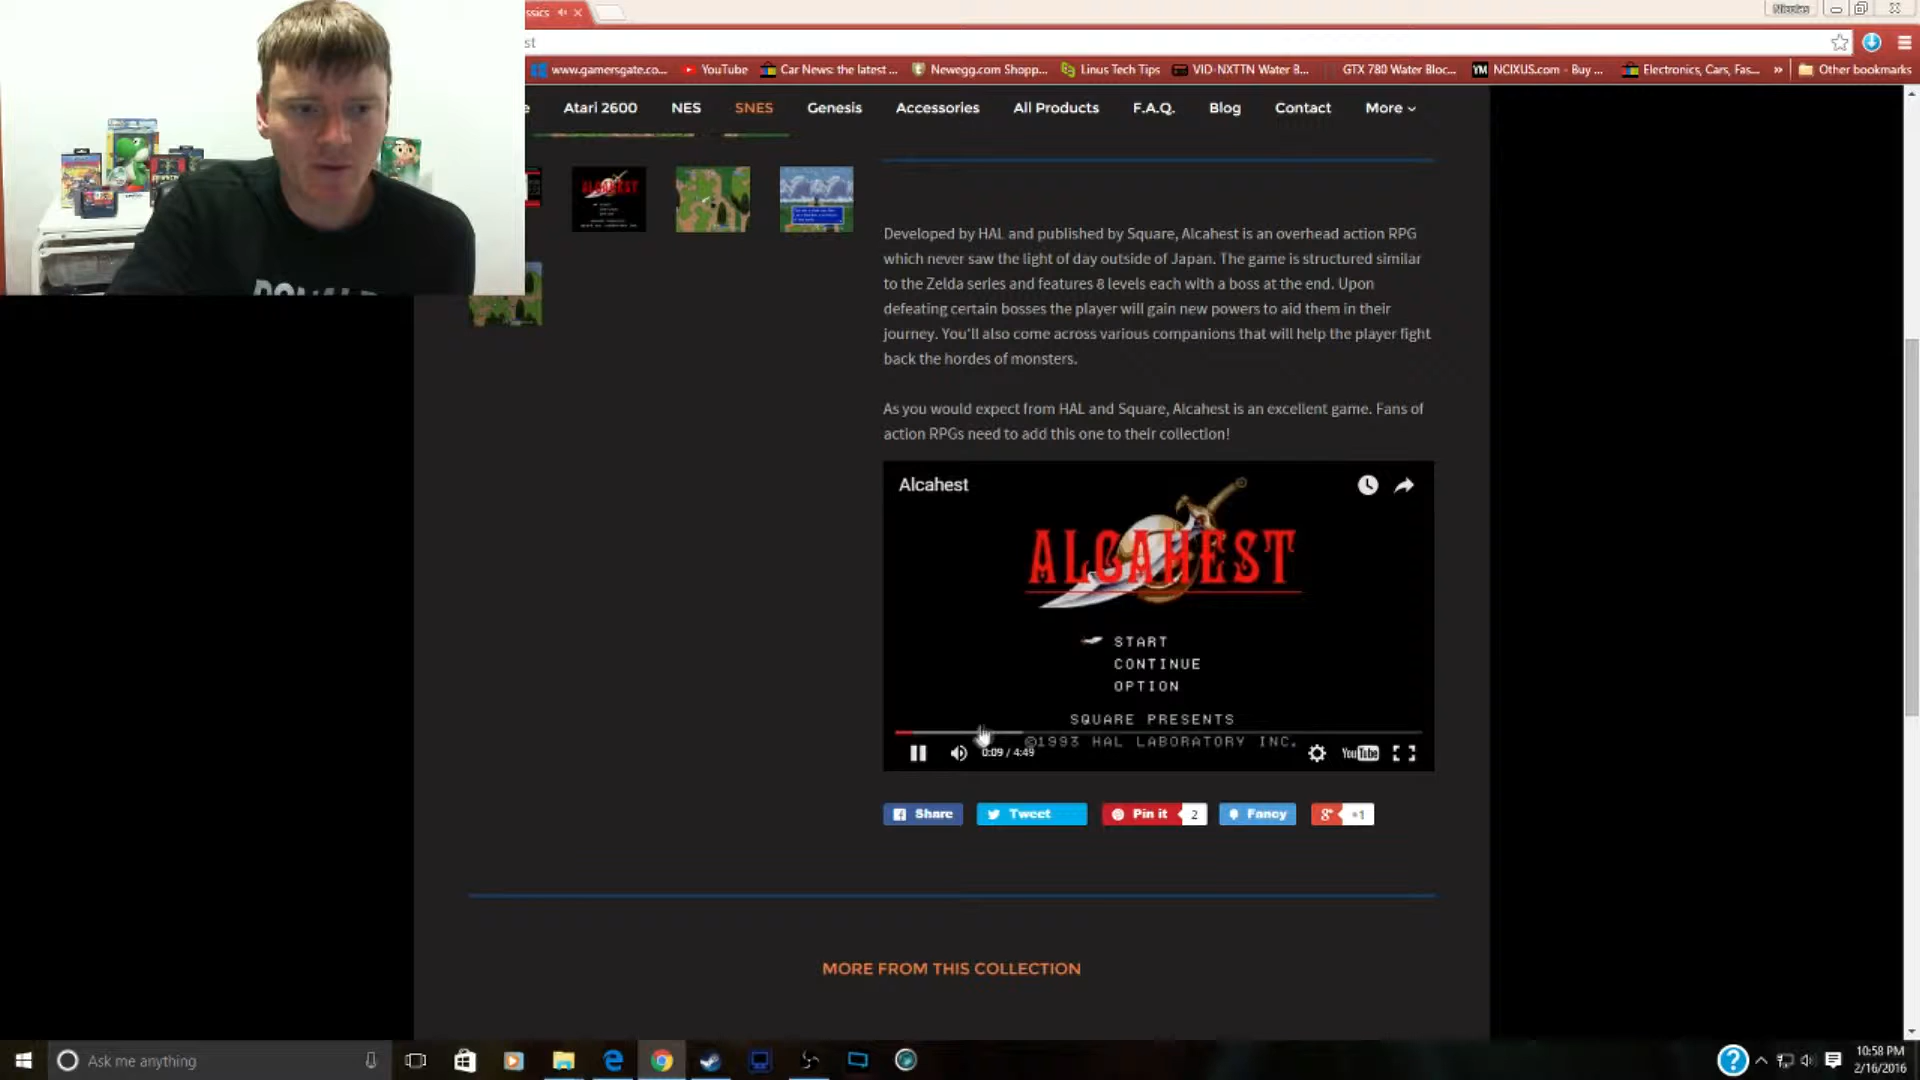 ssics
Nicolas
st
www.gamersgate.co...
YouTube
Car News: the latest ...
Newegg.com Shopp...
Linus Tech Tips
VID-NXTTN Water B...
GTX 780 Water Bloc...
NCIXUS.com - Buy ...
Electronics, Cars, Fas...
»
Other bookmarks
e
Atari 2600
NES
SNES
Genesis
Accessories
All Products
F.A.Q.
Blog
Contact
More
ALCAHEST
Developed by HAL and published by Square, Alcahest is an overhead action RPG
which never saw the light of day outside of Japan. The game is structured similar
to the Zelda series and features 8 levels each with a boss at the end. Upon
defeating certain bosses the player will gain new powers to aid them in their
journey. You'll also come across various companions that will help the player fight
back the hordes of monsters.
As you would expect from HAL and Square, Alcahest is an excellent game. Fans of
action RPGs need to add this one to their collection!
Alcahest
ALCAHEST
START
CONTINUE
OPTION
SQUARE PRESENTS
©1993 HAL LABORATORY INC.
0:09 / 4:49
YouTube
Share
Tweet
Pin it
2
Fancy
+1
MORE FROM THIS COLLECTION
Ask me anything
10:58 PM
2/16/2016